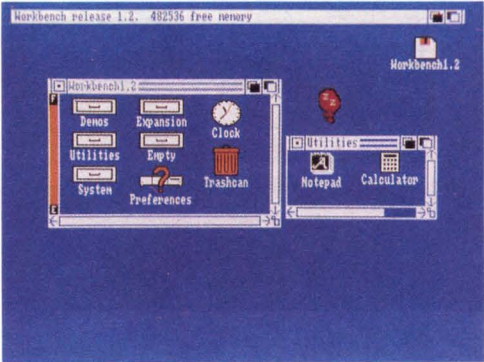 Workbench release 1.2.  482536 free memory
Workbench1.2
Workbench1.2
F
Demos
Expansion
Clock
Utilities
Empty
Trashcan
System
Preferences
E
zz
Utilities
Notepad
Calculator